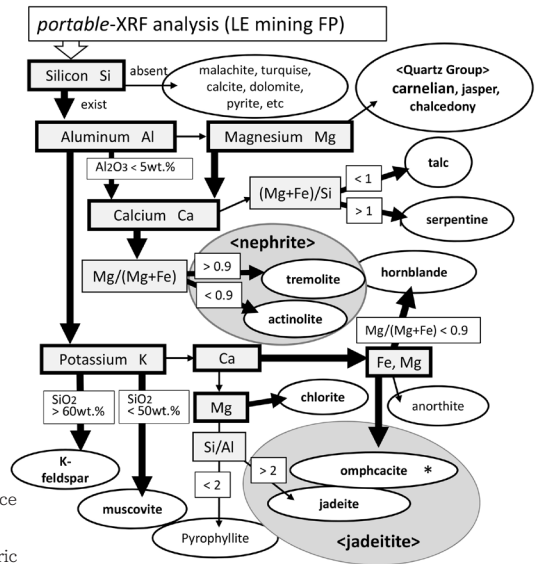 portable-XRF analysis (LE mining FP)
Silicon Si
absent
exist
malachite, turquise,
calcite, dolomite,
pyrite, etc
<Quartz Group>
carnelian, jasper,
chalcedony
Aluminum Al
Magnesium Mg
Al2O3 < 5wt.%
talc
(Mg+Fe)/Si
< 1
> 1
Calcium Ca
serpentine
<nephrite>
Mg/(Mg+Fe)
> 0.9
< 0.9
tremolite
actinolite
hornblande
Mg/(Mg+Fe) < 0.9
Potassium K
Ca
Fe, Mg
SiO2
> 60wt.%
SiO2
< 50wt.%
Mg
chlorite
anorthite
Si/Al
K-
feldspar
< 2
> 2
omphcacite *
jadeite
muscovite
Pyrophyllite
<jadeitite>
ce
ric